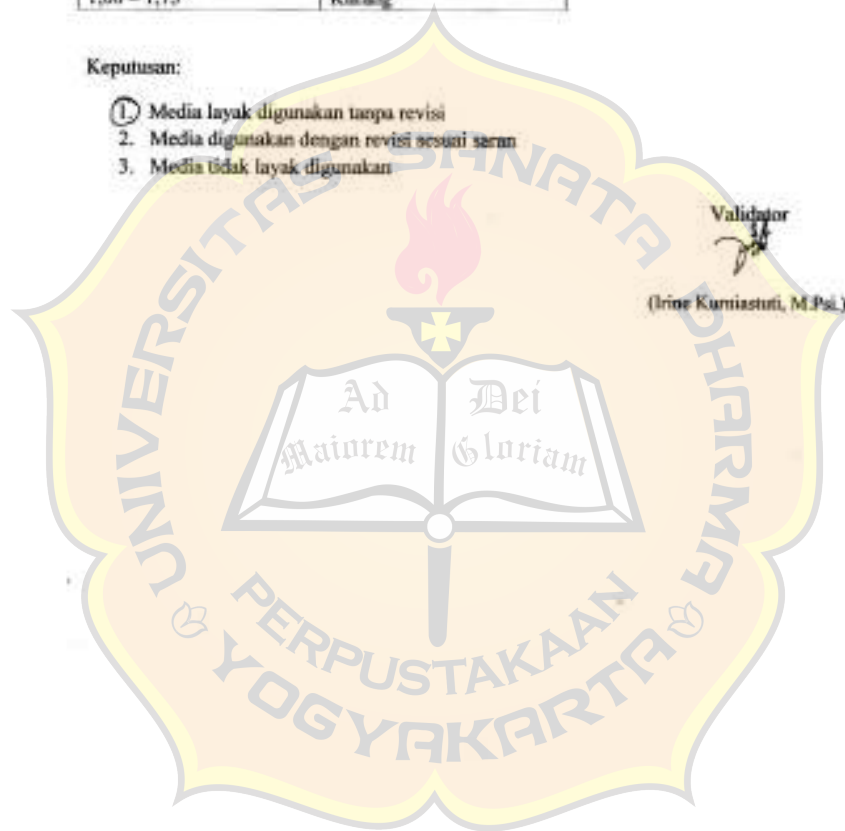 Kurang
Keputusan:
1. Media layak digunakan tanpa revisi
2. Media digunakan dengan revisi sesuai saran
3. Media tidak layak digunakan
Validator
(Irine Kurniastuti, M.Psi.)
UNIVERSITAS SANATA DHARMA
Ad Dei
Maiorem Gloriam
PERPUSTAKAAN
YOGYAKARTA